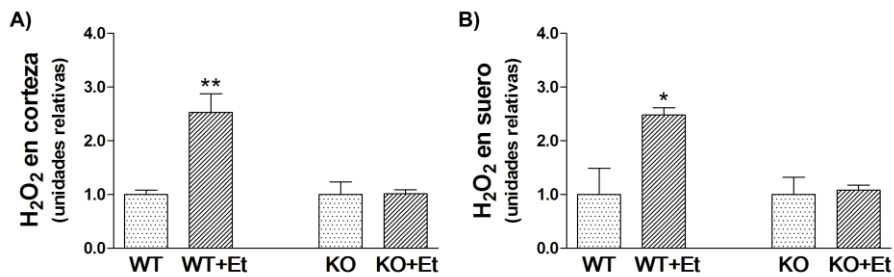 A)
H₂O₂ en corteza
(unidades relativas)
4.0
3.0
2.0
1.0
0.0
**
WT
WT+Et
KO
KO+Et
B)
H₂O₂ en suero
(unidades relativas)
4.0
3.0
2.0
1.0
0.0
*
WT
WT+Et
KO
KO+Et